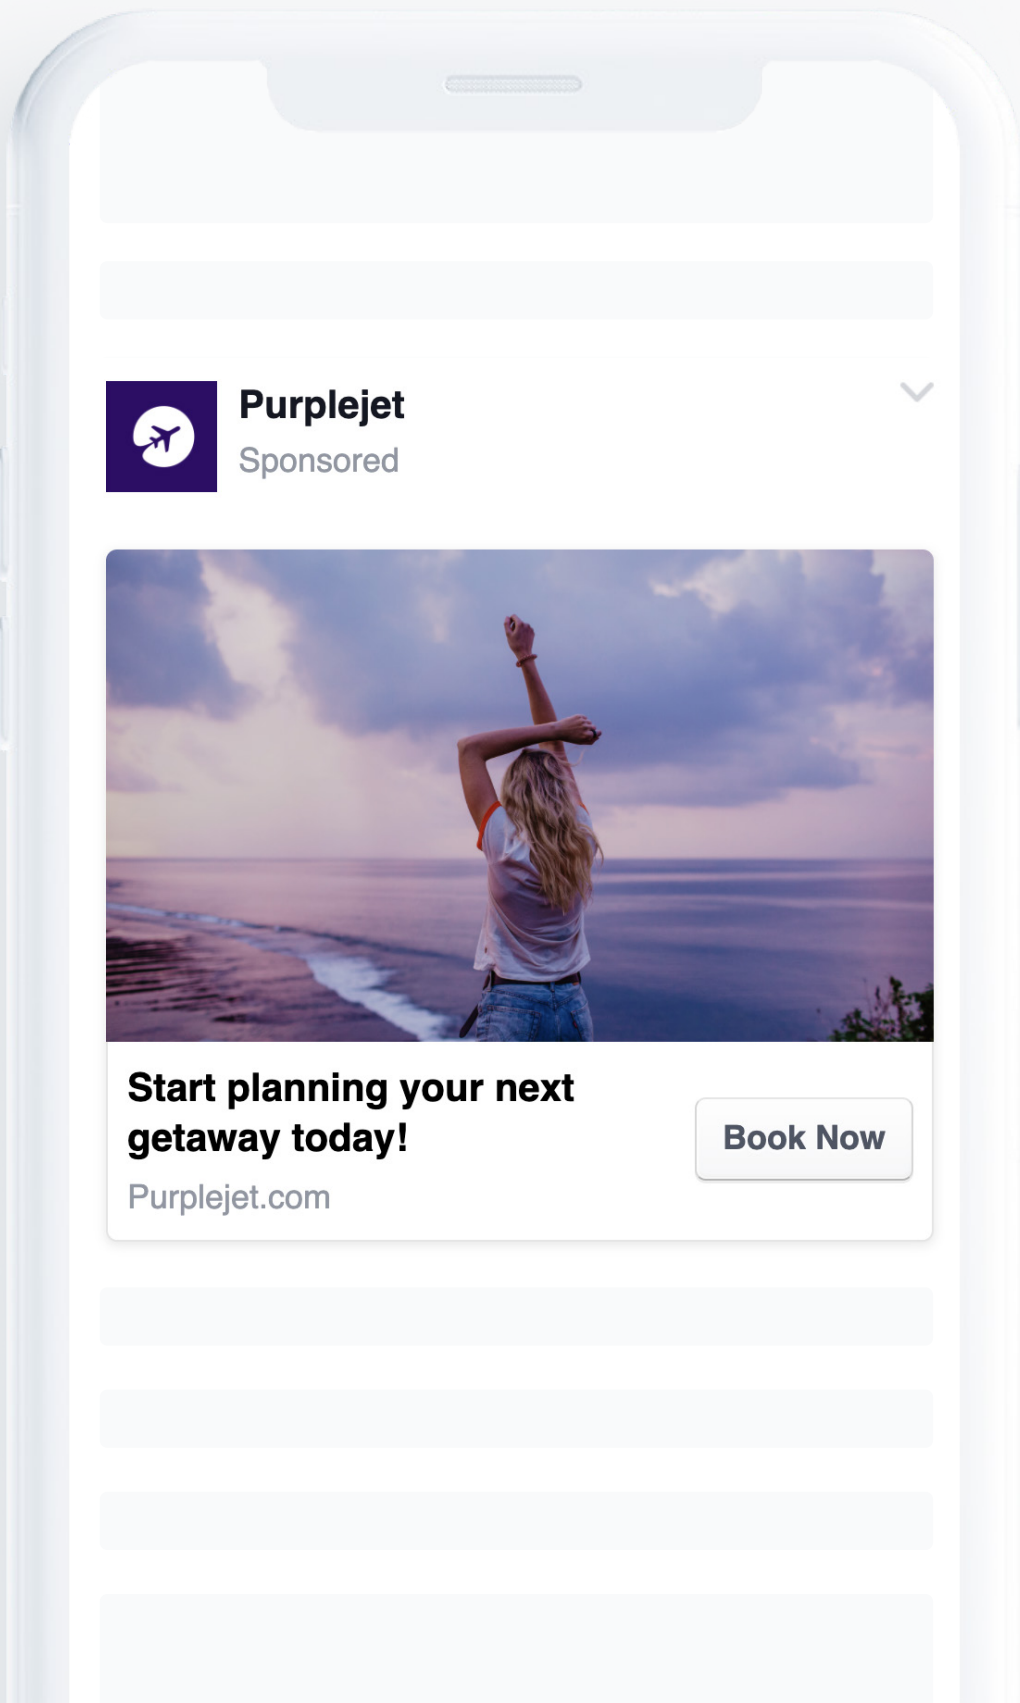 Purplejet
Sponsored
Start planning your next
getaway today!
Book Now
Purplejet.com